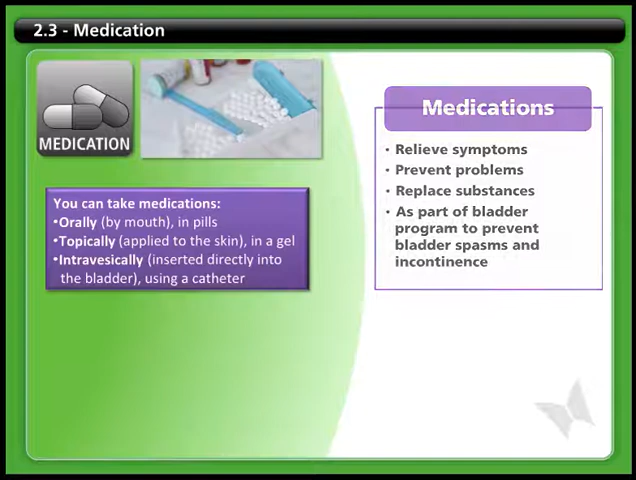 2.3 - Medication
MEDICATION
You can take medications:
•Orally (by mouth), in pills
•Topically (applied to the skin), in a gel
•Intravesically (inserted directly into
the bladder), using a catheter
Medications
• Relieve symptoms
• Prevent problems
• Replace substances
• As part of bladder
program to prevent
bladder spasms and
incontinence